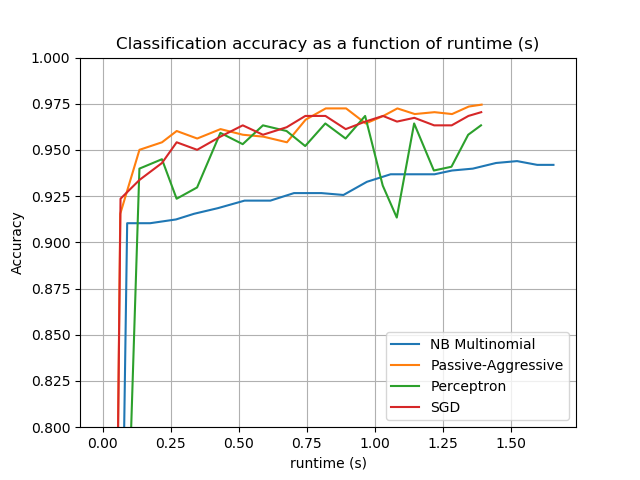 Classification accuracy as a function of runtime (s)
1.000
0.975
0.950
0.925
0.900
0.875
0.850
0.825
0.800
Accuracy
NB Multinomial
Passive-Aggressive
Perceptron
SGD
0.00 0.25 0.50 0.75 1.00 1.25 1.50
runtime (s)